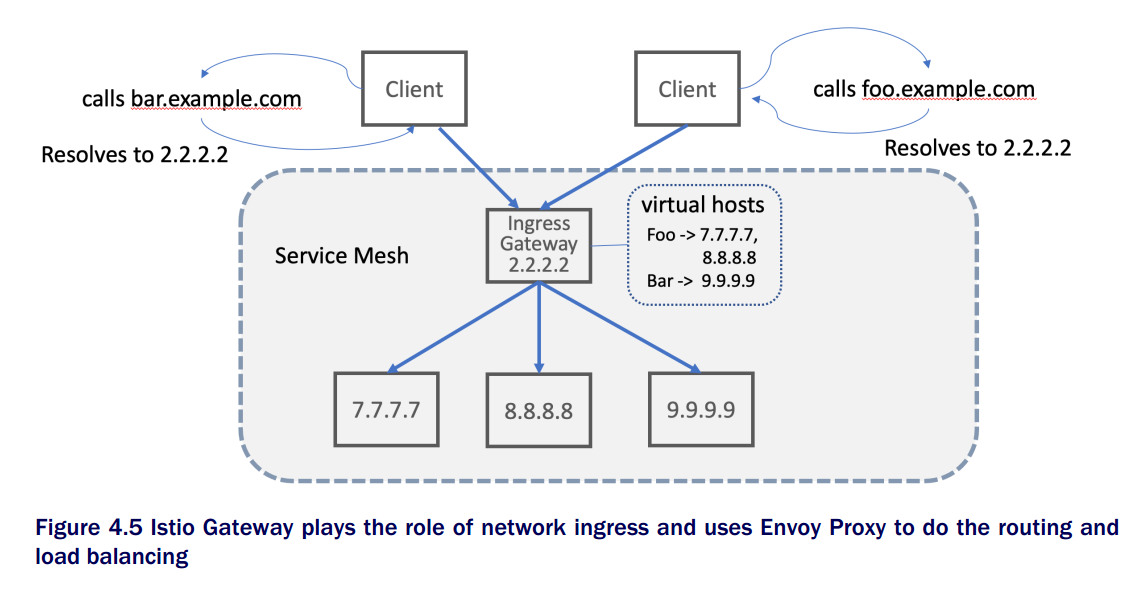 Client
Client
calls bar.example.com
calls foo.example.com
Resolves to 2.2.2.2
Resolves to 2.2.2.2
Service Mesh
Ingress
Gateway
2.2.2.2
virtual hosts
Foo -> 7.7.7.7,
8.8.8.8
Bar -> 9.9.9.9
7.7.7.7
8.8.8.8
9.9.9.9
Figure 4.5 Istio Gateway plays the role of network ingress and uses Envoy Proxy to do the routing and
load balancing